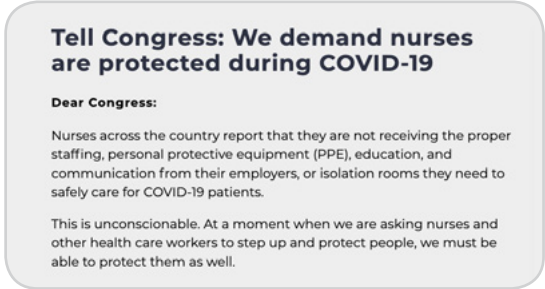 Tell Congress: We demand nurses
are protected during COVID-19
Dear Congress:
Nurses across the country report that they are not receiving the proper
staffing, personal protective equipment (PPE), education, and
communication from their employers, or isolation rooms they need to
safely care for COVID-19 patients.
This is unconscionable. At a moment when we are asking nurses and
other health care workers to step up and protect people, we must be
able to protect them as well.